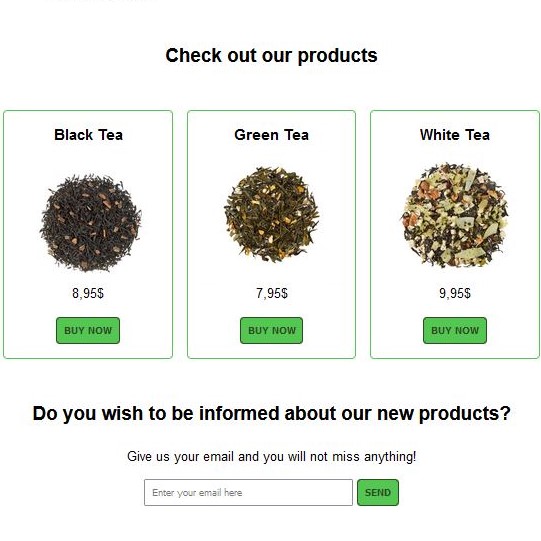 Check out our products
Black Tea
Green Tea
White Tea
8,95$
7,95$
9,95$
BUY NOW
BUY NOW
BUY NOW
Do you wish to be informed about our new products?
Give us your email and you will not miss anything!
Enter your email here
SEND